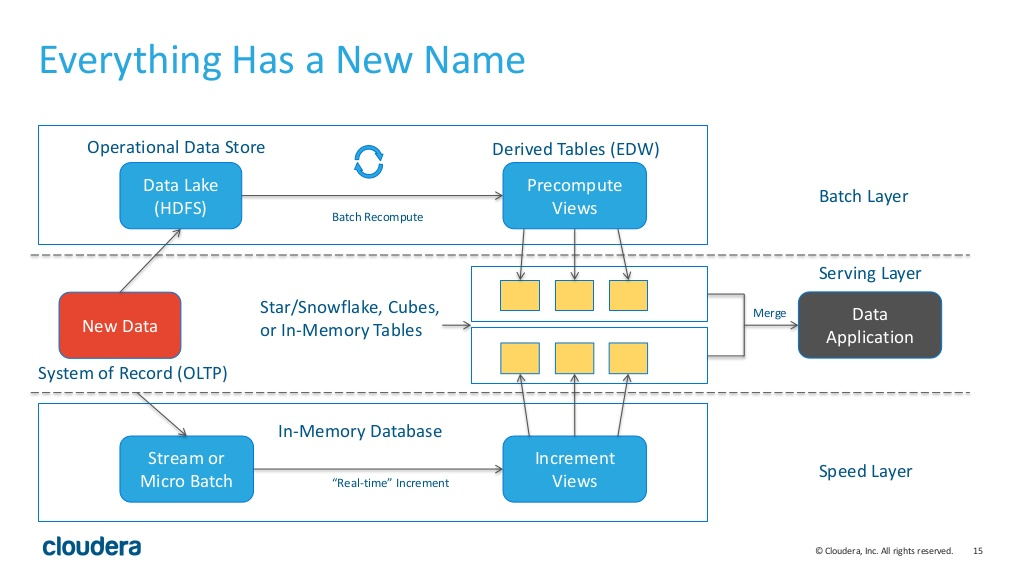 Everything Has a New Name
Operational Data Store
Derived Tables (EDW)
Data Lake
(HDFS)
Batch Recompute
Precompute
Views
Batch Layer
Serving Layer
New Data
System of Record (OLTP)
Star/Snowflake, Cubes,
or In-Memory Tables
Merge
Data
Application
In-Memory Database
Stream or
Micro Batch
“Real-time” Increment
Increment
Views
Speed Layer
cloudera
© Cloudera, Inc. All rights reserved.
15